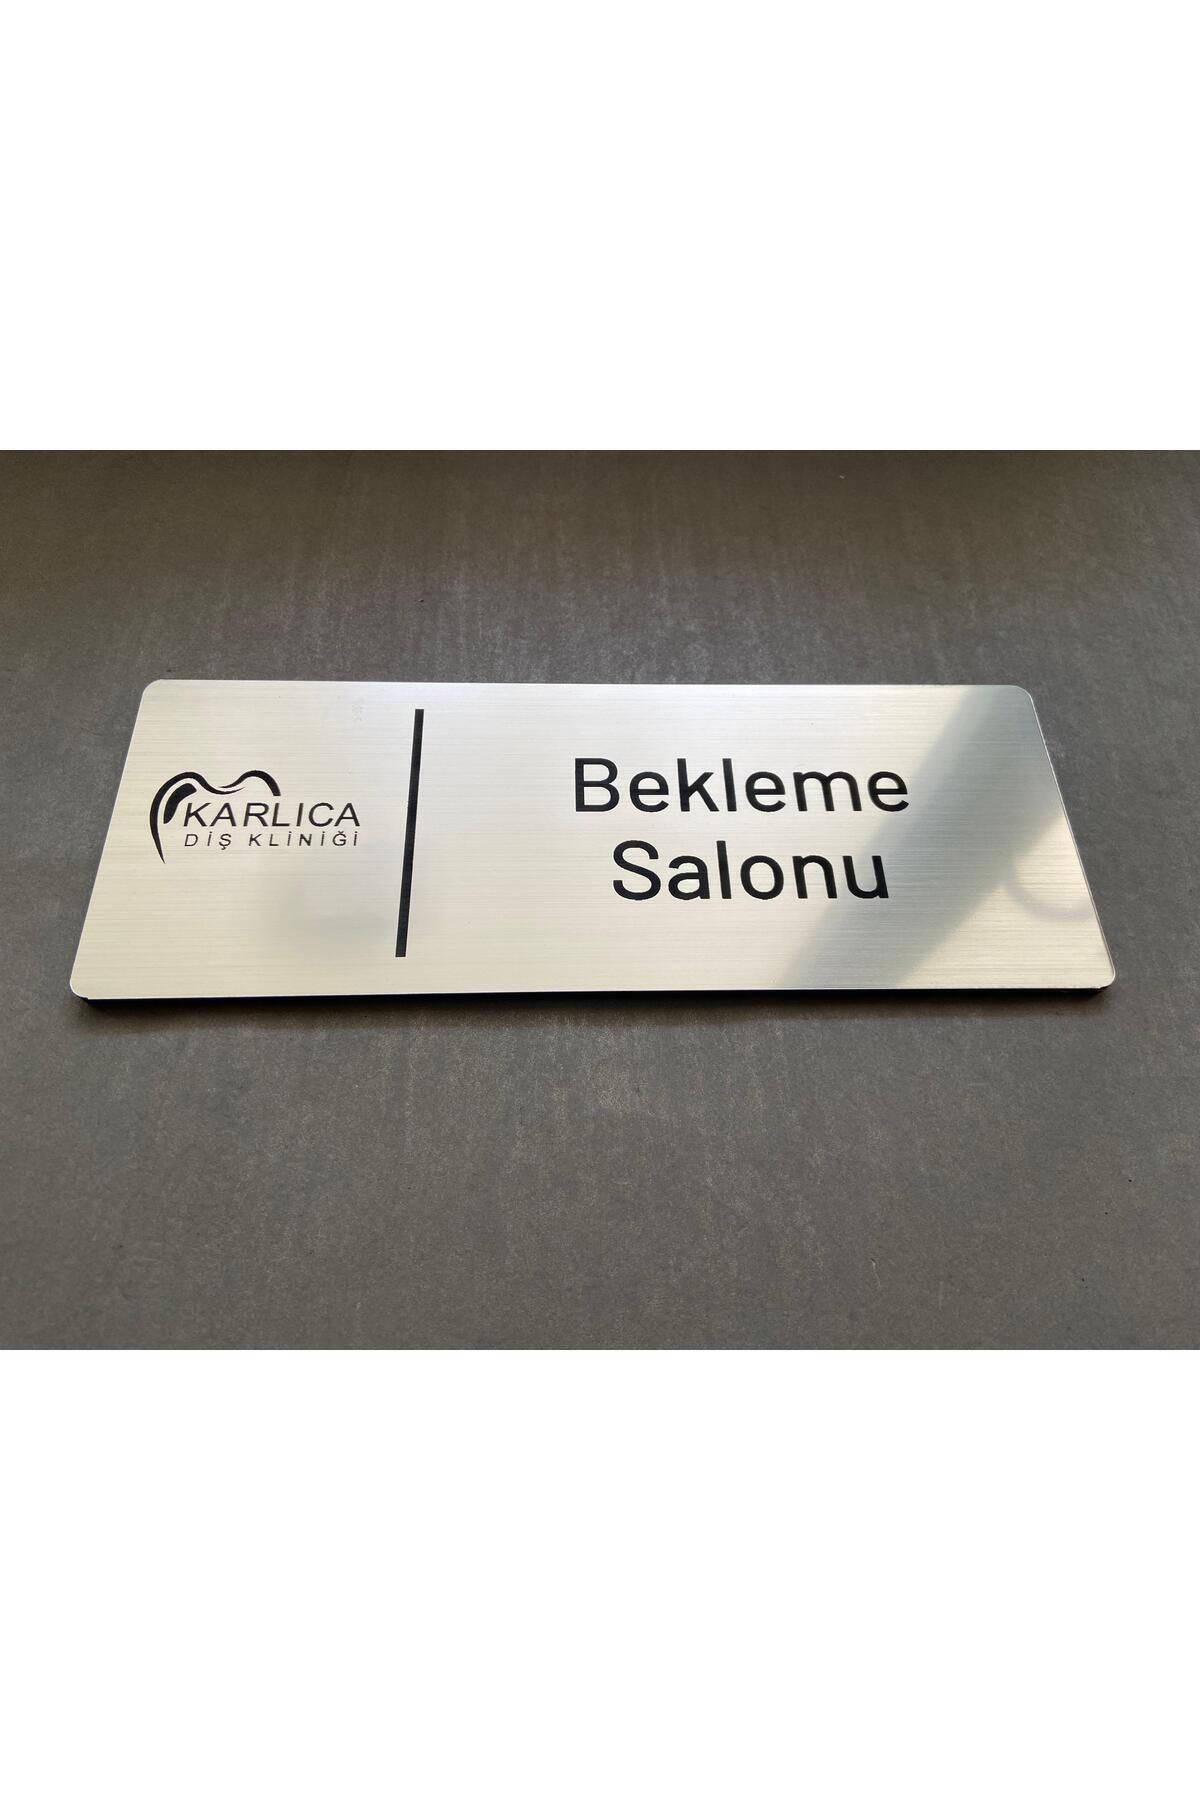 KARLICA
DİŞ KLİNİĞİ
Bekleme
Salonu